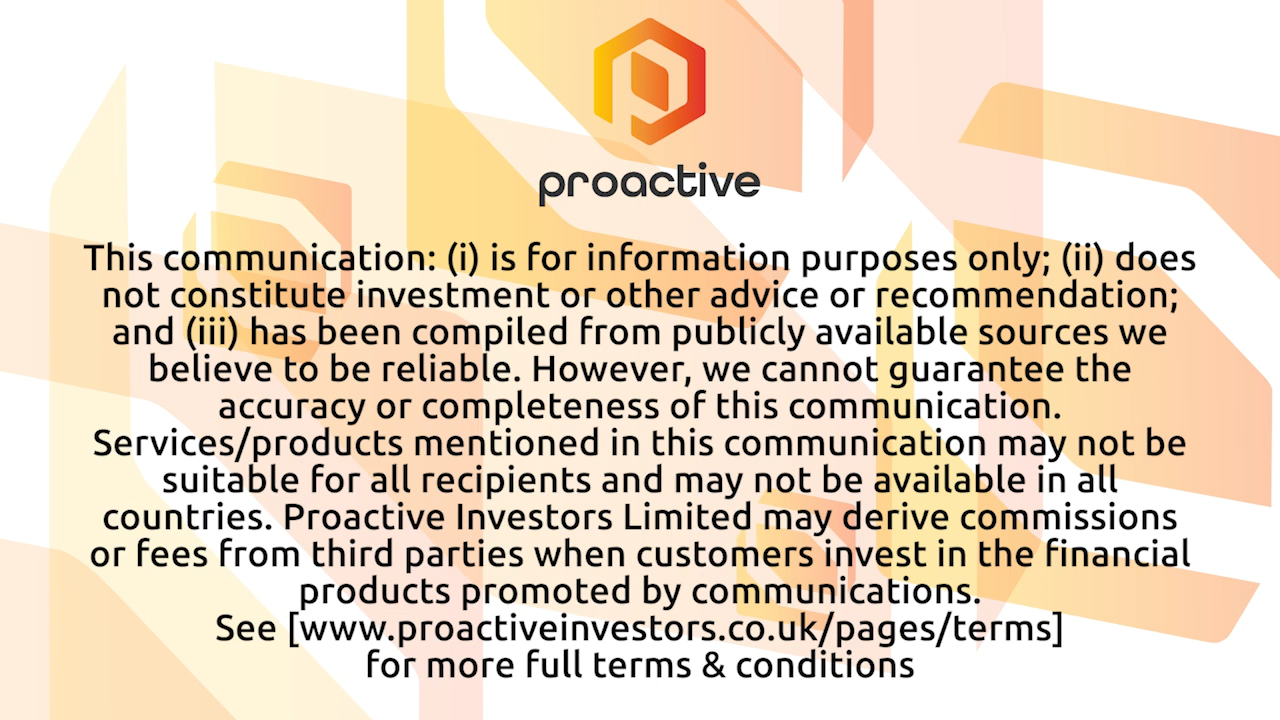 proactive
This communication: (i) is for information purposes only; (ii) does
not constitute investment or other advice or recommendation;
and (iii) has been compiled from publicly available sources we
believe to be reliable. However, we cannot guarantee the
accuracy or completeness of this communication.
Services/products mentioned in this communication may not be
suitable for all recipients and may not be available in all
countries. Proactive Investors Limited may derive commissions
or fees from third parties when customers invest in the financial
products promoted by communications.
See [www.proactiveinvestors.co.uk/pages/terms]
for more full terms & conditions